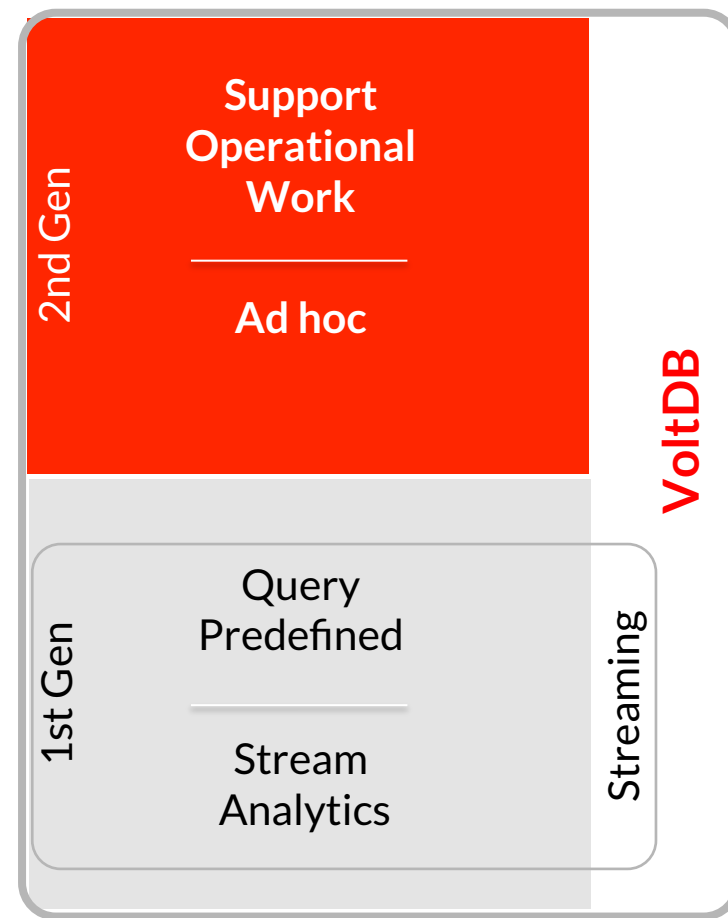 2nd Gen
Support
Operational
Work
Ad hoc
VoltDB
1st Gen
Query
Predefined
Stream
Analytics
Streaming